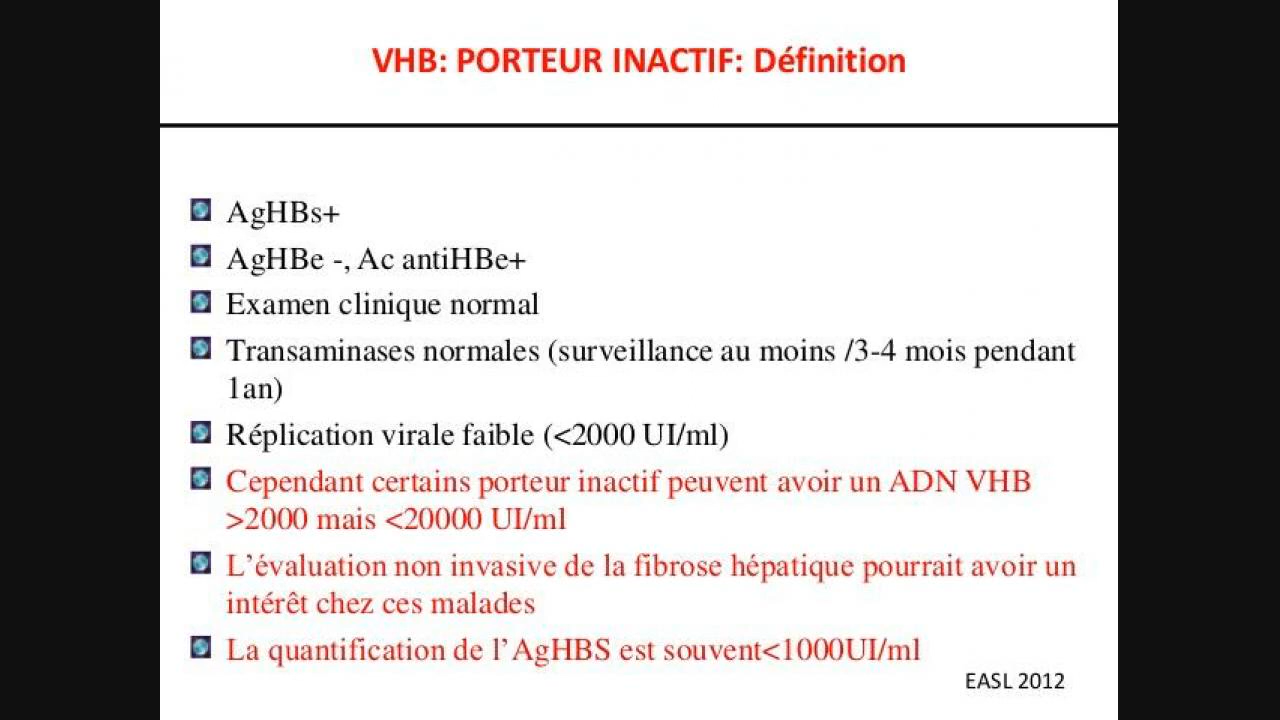 VHB: PORTEUR INACTIF: Définition
AgHBs+
AgHBe -, Ac antiHBe+
Examen clinique normal
Transaminases normales (surveillance au moins /3-4 mois pendant
1an)
Réplication virale faible (<2000 UI/ml)
Cependant certains porteur inactif peuvent avoir un ADN VHB
>2000 mais <20000 UI/ml
L’évaluation non invasive de la fibrose hépatique pourrait avoir un
intérêt chez ces malades
La quantification de l’AgHBS est souvent<1000UI/ml
EASL 2012